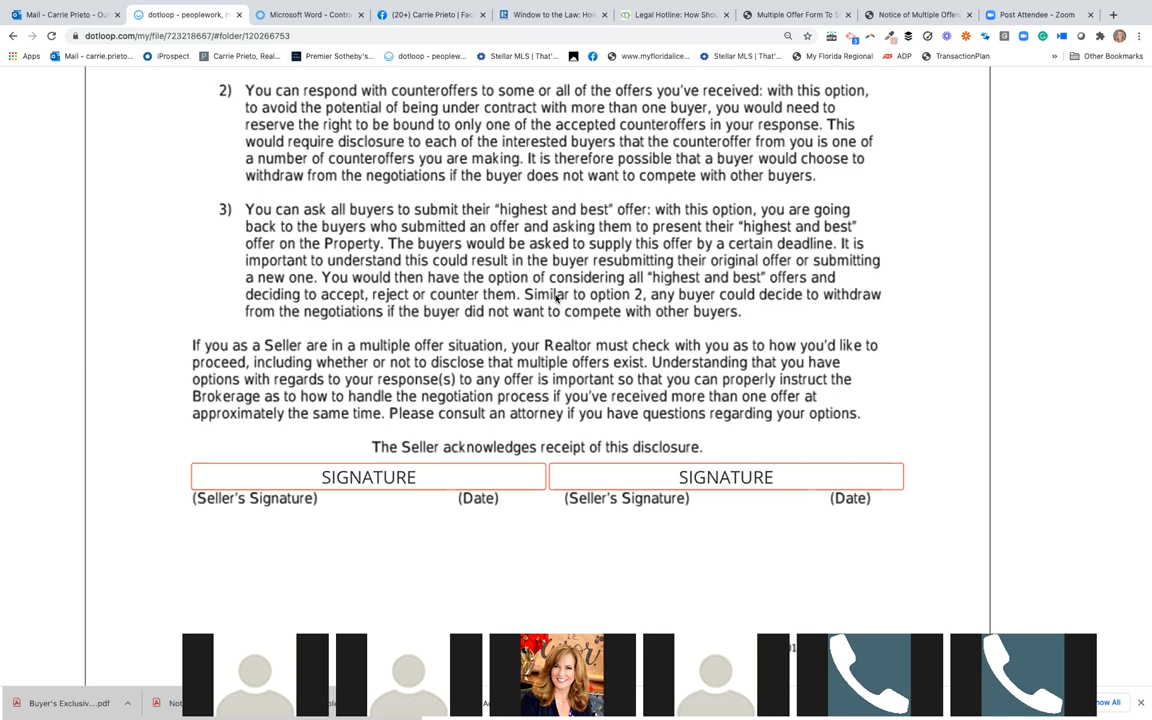 Mail - Carrie Prieto - Out
dotloop - peoplework, n
Microsoft Word - Contra
(20+) Carrie Prieto | Fac
Window to the Law: How
Legal Hotline: How Shou
Multiple Offer Form To S
Notice of Multiple Offer
Post Attendee - Zoom
dotloop.com/my/file/723218667/#folder/120266753
Apps
Mail - carrie.prieto...
iProspect
Carrie Prieto, Real...
Premier Sotheby's...
dotloop - peoplew...
Stellar MLS | That'...
www.myfloridalice...
Stellar MLS | That'...
My Florida Regional
ADP
TransactionPlan
»
Other Bookmarks
2) You can respond with counteroffers to some or all of the offers you've received: with this option,
to avoid the potential of being under contract with more than one buyer, you would need to
reserve the right to be bound to only one of the accepted counteroffers in your response. This
would require disclosure to each of the interested buyers that the counteroffer from you is one of
a number of counteroffers you are making. It is therefore possible that a buyer would choose to
withdraw from the negotiations if the buyer does not want to compete with other buyers.
3) You can ask all buyers to submit their "highest and best" offer: with this option, you are going
back to the buyers who submitted an offer and asking them to present their "highest and best"
offer on the Property. The buyers would be asked to supply this offer by a certain deadline. It is
important to understand this could result in the buyer resubmitting their original offer or submitting
a new one. You would then have the option of considering all "highest and best" offers and
deciding to accept, reject or counter them. Similar to option 2, any buyer could decide to withdraw
from the negotiations if the buyer did not want to compete with other buyers.
If you as a Seller are in a multiple offer situation, your Realtor must check with you as to how you'd like to
proceed, including whether or not to disclose that multiple offers exist. Understanding that you have
options with regards to your response(s) to any offer is important so that you can properly instruct the
Brokerage as to how to handle the negotiation process if you've received more than one offer at
approximately the same time. Please consult an attorney if you have questions regarding your options.
The Seller acknowledges receipt of this disclosure.
SIGNATURE SIGNATURE
(Seller's Signature) (Date) (Seller's Signature) (Date)
Buyer's Exclusiv....pdf